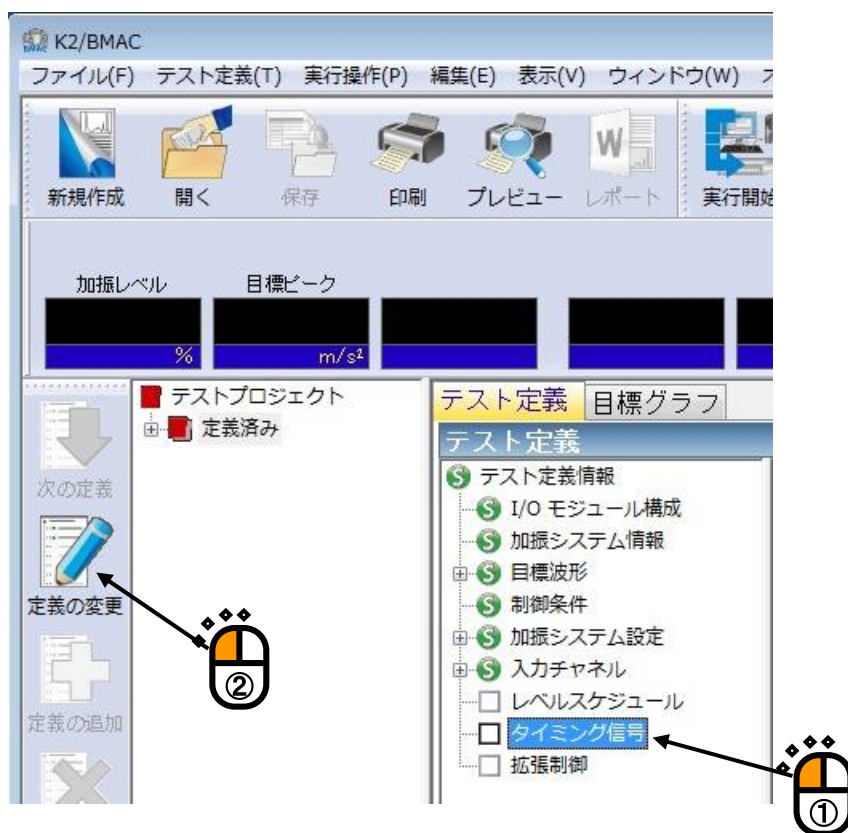 K2/BMAC
ファイル(F) テスト定義(T) 実行操作(P) 編集(E) 表示(V) ウィンドウ(W)
新規作成 開く 保存 印刷 プレビュー レポート 実行開始
加振レベル 目標ピーク
% m/s²
テストプロジェクト
定義済み
次の定義
定義の変更
定義の追加
テスト定義 目標グラフ
テスト定義
テスト定義情報
I/O モジュール構成
加振システム情報
目標波形
制御条件
加振システム設定
入力チャネル
レベルスケジュール
タイミング信号
拡張制御
②
①